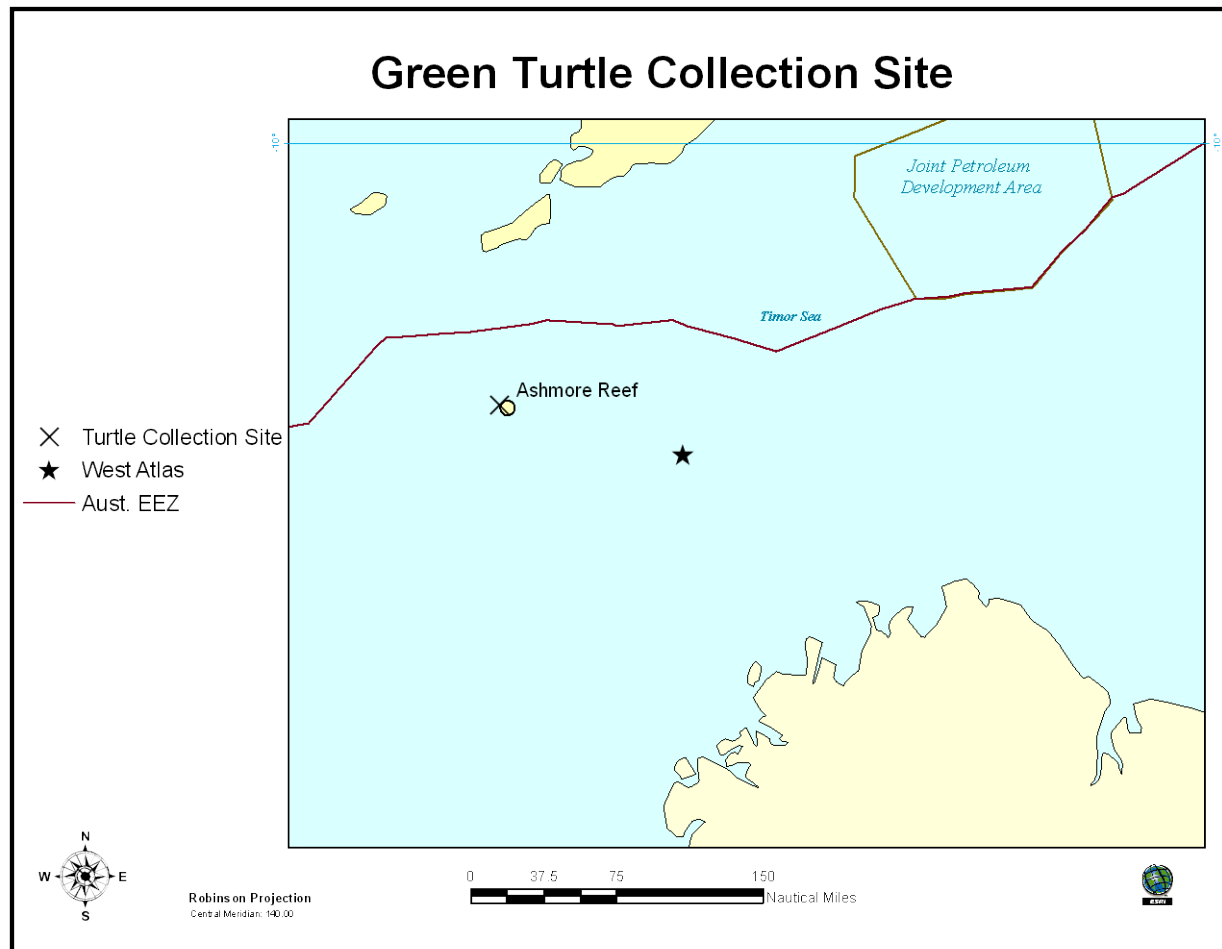 Green Turtle Collection Site
-10°
-10°
Joint Petroleum
Development Area
Timor Sea
Ashmore Reef
Turtle Collection Site
West Atlas
Aust. EEZ
N
W
E
S
Robinson Projection
Central Meridian: 140.00
0
37.5
75
150
Nautical Miles